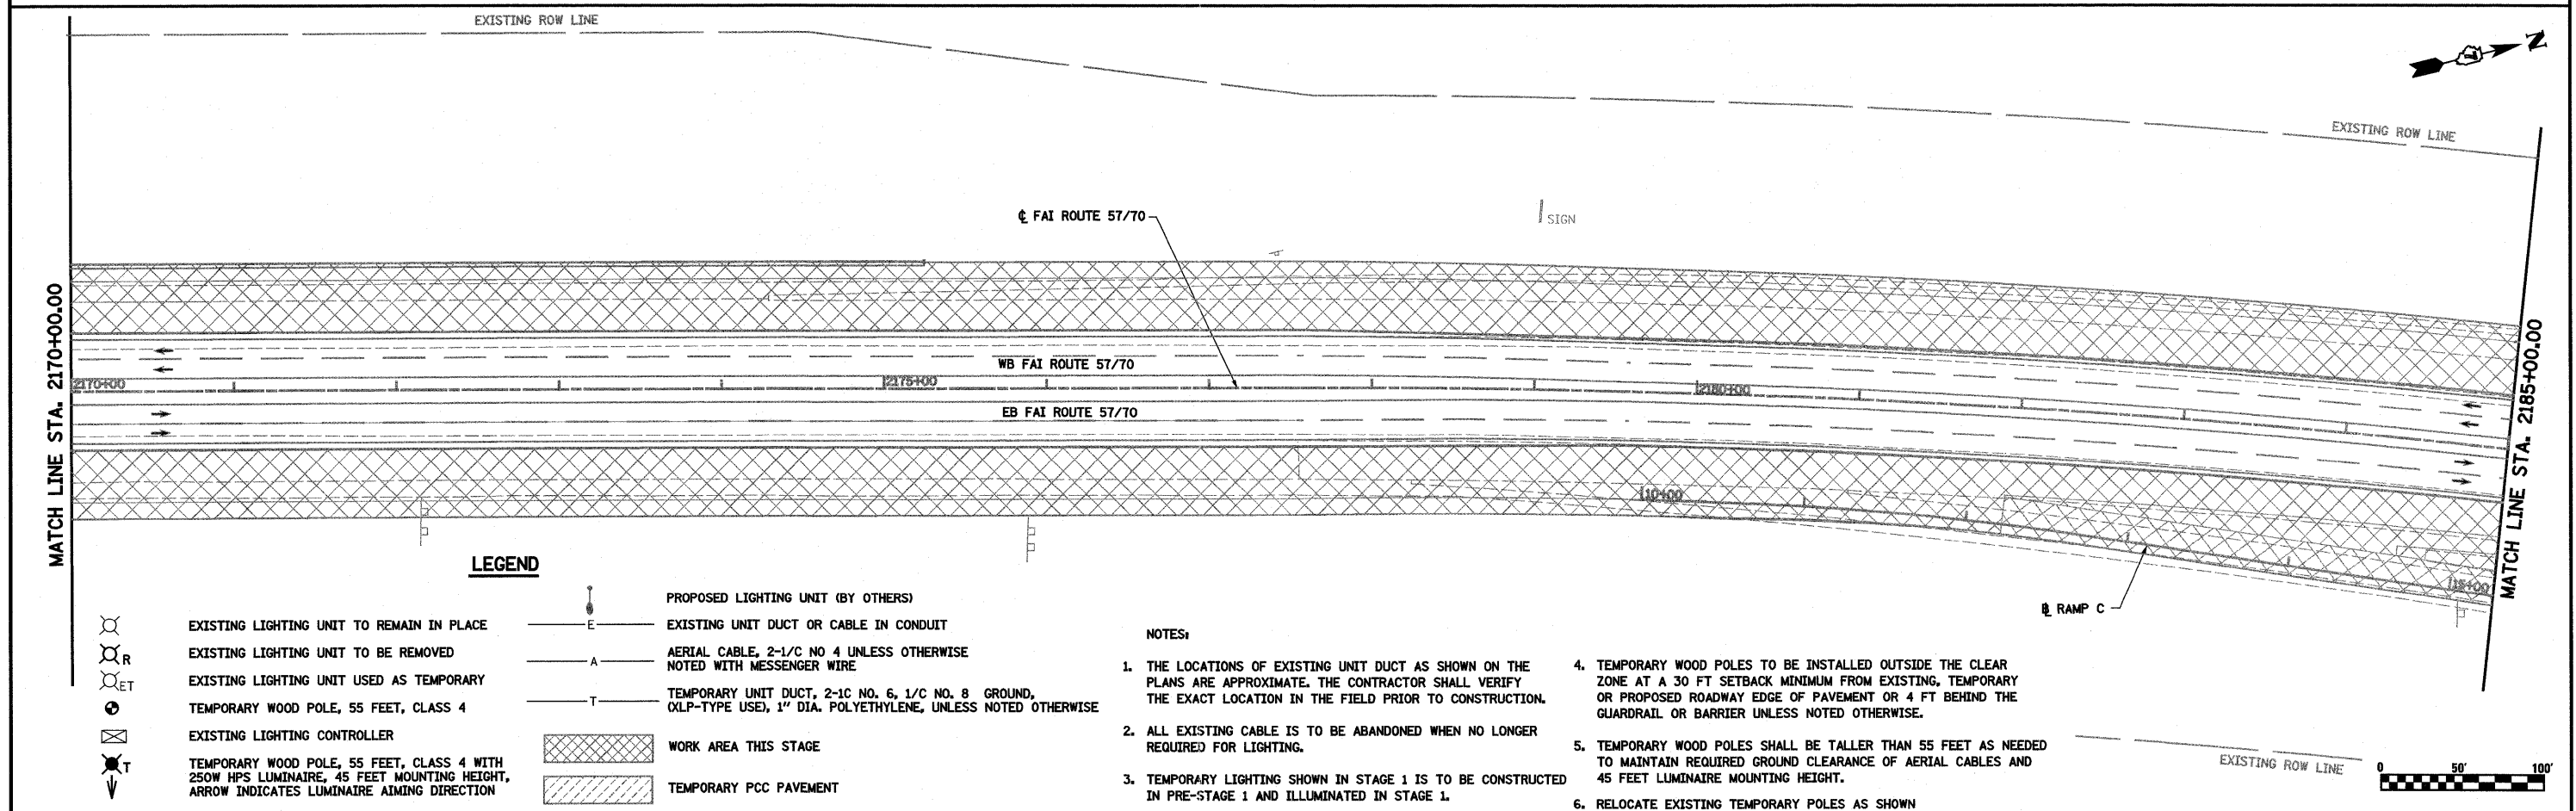 EXISTING ROW LINE
N
EXISTING ROW LINE
SIGN
℄ FAI ROUTE 57/70
MATCH LINE STA. 2170+00.00
WB FAI ROUTE 57/70
2170+00
2175+00
2180+00
EB FAI ROUTE 57/70
MATCH LINE STA. 2185+00.00
10+00
15+00
B RAMP C
LEGEND
EXISTING LIGHTING UNIT TO REMAIN IN PLACE
R
EXISTING LIGHTING UNIT TO BE REMOVED
ET
EXISTING LIGHTING UNIT USED AS TEMPORARY
TEMPORARY WOOD POLE, 55 FEET, CLASS 4
EXISTING LIGHTING CONTROLLER
T
TEMPORARY WOOD POLE, 55 FEET, CLASS 4 WITH
250W HPS LUMINAIRE, 45 FEET MOUNTING HEIGHT,
ARROW INDICATES LUMINAIRE AIMING DIRECTION
PROPOSED LIGHTING UNIT (BY OTHERS)
E
EXISTING UNIT DUCT OR CABLE IN CONDUIT
A
AERIAL CABLE, 2-1/C NO 4 UNLESS OTHERWISE
NOTED WITH MESSENGER WIRE
T
TEMPORARY UNIT DUCT, 2-1C NO. 6, 1/C NO. 8 GROUND,
(XLP-TYPE USE), 1" DIA. POLYETHYLENE, UNLESS NOTED OTHERWISE
WORK AREA THIS STAGE
TEMPORARY PCC PAVEMENT
NOTES:
1. THE LOCATIONS OF EXISTING UNIT DUCT AS SHOWN ON THE
PLANS ARE APPROXIMATE. THE CONTRACTOR SHALL VERIFY
THE EXACT LOCATION IN THE FIELD PRIOR TO CONSTRUCTION.
2. ALL EXISTING CABLE IS TO BE ABANDONED WHEN NO LONGER
REQUIRED FOR LIGHTING.
3. TEMPORARY LIGHTING SHOWN IN STAGE 1 IS TO BE CONSTRUCTED
IN PRE-STAGE 1 AND ILLUMINATED IN STAGE 1.
4. TEMPORARY WOOD POLES TO BE INSTALLED OUTSIDE THE CLEAR
ZONE AT A 30 FT SETBACK MINIMUM FROM EXISTING, TEMPORARY
OR PROPOSED ROADWAY EDGE OF PAVEMENT OR 4 FT BEHIND THE
GUARDRAIL OR BARRIER UNLESS NOTED OTHERWISE.
5. TEMPORARY WOOD POLES SHALL BE TALLER THAN 55 FEET AS NEEDED
TO MAINTAIN REQUIRED GROUND CLEARANCE OF AERIAL CABLES AND
45 FEET LUMINAIRE MOUNTING HEIGHT.
6. RELOCATE EXISTING TEMPORARY POLES AS SHOWN
EXISTING ROW LINE
0 50' 100'